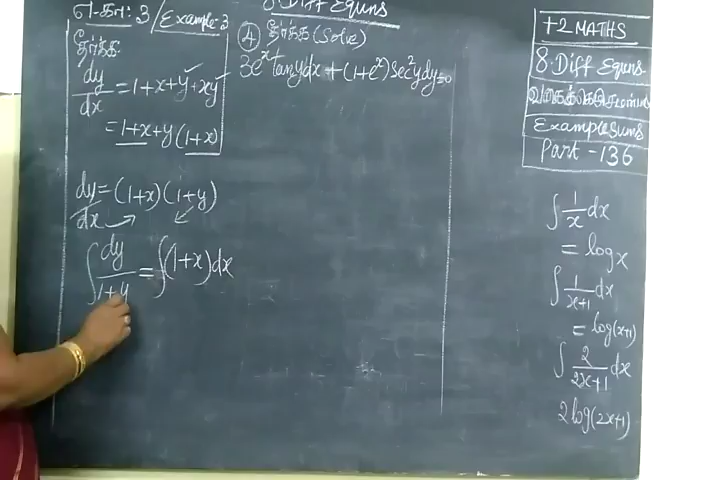 எ.கா: 3 / Example-3
தீர்க்க:
dy/dx = 1+x+y+xy
= 1+x+y(1+x)
dy/dx = (1+x)(1+y)
∫ dy/1+y = ∫(1+x)dx
8 Diff Equns
④ தீர்க்க (Solve)
3e^x tany dx + (1+e^x) sec²y dy=0
+2 MATHS
8. Diff Equns
Example Sums
Part - 136
∫ 1/x dx
= log x
∫ 1/x+1 dx
= log(x+1)
∫ 2/2x+1 dx
2log(2x+1)